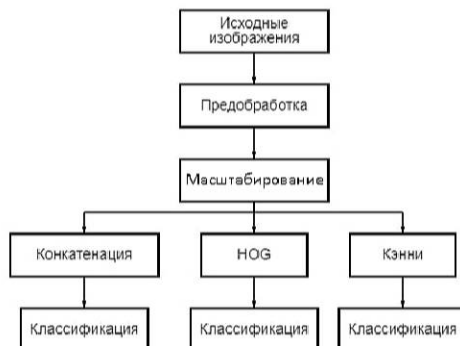 Исходные
изображения
Предобработка
Масштабирование
Конкатенация
HOG
Кэнни
Классификация
Классификация
Классификация